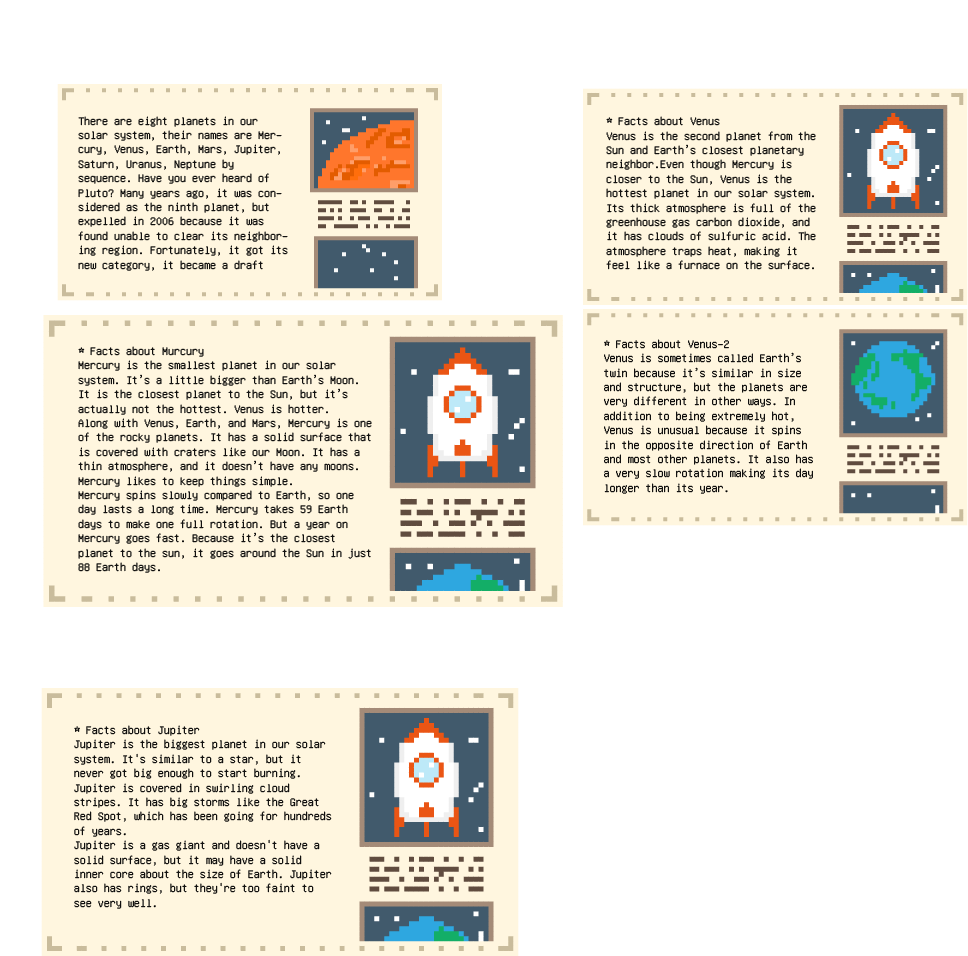 There are eight planets in our
solar system, their names are Mer-
cury, Venus, Earth, Mars, Jupiter,
Saturn, Uranus, Neptune by
sequence. Have you ever heard of
Pluto? Many years ago, it was con-
sidered as the ninth planet, but
expelled in 2006 because it was
found unable to clear its neighbor-
ing region. Fortunately, it got its
new category, it became a draft
* Facts about Venus
Venus is the second planet from the
Sun and Earth's closest planetary
neighbor.Even though Mercury is
closer to the Sun, Venus is the
hottest planet in our solar system.
Its thick atmosphere is full of the
greenhouse gas carbon dioxide, and
it has clouds of sulfuric acid. The
atmosphere traps heat, making it
feel like a furnace on the surface.
* Facts about Murcury
Mercury is the smallest planet in our solar
system. It's a little bigger than Earth's Moon.
It is the closest planet to the Sun, but it's
actually not the hottest. Venus is hotter.
Along with Venus, Earth, and Mars, Mercury is one
of the rocky planets. It has a solid surface that
is covered with craters like our Moon. It has a
thin atmosphere, and it doesn't have any moons.
Mercury likes to keep things simple.
Mercury spins slowly compared to Earth, so one
day lasts a long time. Mercury takes 59 Earth
days to make one full rotation. But a year on
Mercury goes fast. Because it's the closest
planet to the sun, it goes around the Sun in just
88 Earth days.
* Facts about Venus-2
Venus is sometimes called Earth's
twin because it's similar in size
and structure, but the planets are
very different in other ways. In
addition to being extremely hot,
Venus is unusual because it spins
in the opposite direction of Earth
and most other planets. It also has
a very slow rotation making its day
longer than its year.
* Facts about Jupiter
Jupiter is the biggest planet in our solar
system. It's similar to a star, but it
never got big enough to start burning.
Jupiter is covered in swirling cloud
stripes. It has big storms like the Great
Red Spot, which has been going for hundreds
of years.
Jupiter is a gas giant and doesn't have a
solid surface, but it may have a solid
inner core about the size of Earth. Jupiter
also has rings, but they're too faint to
see very well.